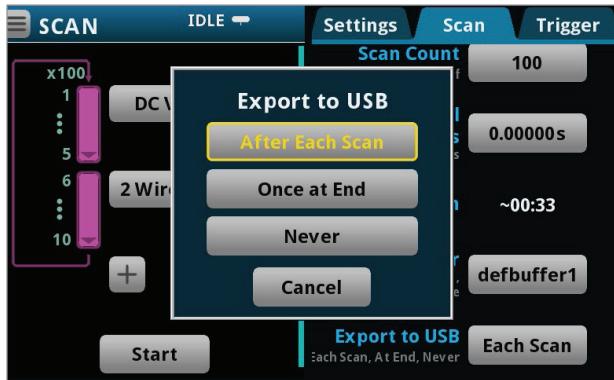 SCAN
IDLE
Settings
Scan
Trigger
x100
1
5
6
10
DC V
2 Wire
+
Start
Scan Count
100
0.00000s
~00:33
defbuffer1
Export to USB
Each Scan, At End, Never
Each Scan
Export to USB
After Each Scan
Once at End
Never
Cancel